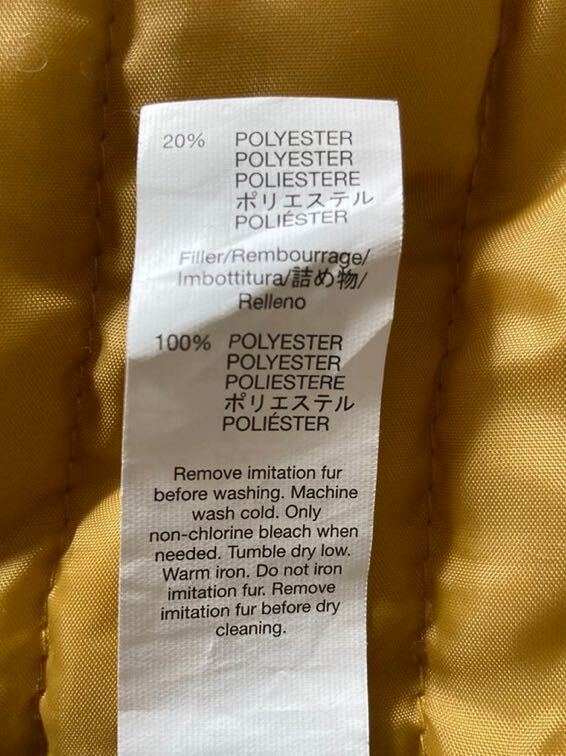 20% POLYESTER
POLYESTER
POLIESTERE
ポリエステル
POLIÉSTER
Filler/Rembourrage/
Imbottitura/詰め物/
Relleno
100% POLYESTER
POLYESTER
POLIESTERE
ポリエステル
POLIÉSTER
Remove imitation fur
before washing. Machine
wash cold. Only
non-chlorine bleach when
needed. Tumble dry low.
Warm iron. Do not iron
imitation fur. Remove
imitation fur before dry
cleaning.